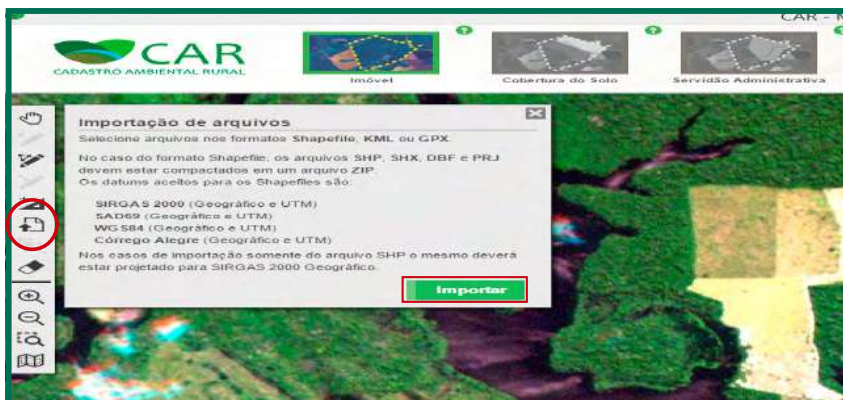 CAR - M
CAR
CADASTRO AMBIENTAL RURAL
Imóvel
Cobertura do Solo
Servidão Administrativa
Importação de arquivos
Selecione arquivos nos formatos Shapefile, KML ou GPX.
No caso do formato Shapefile, os arquivos SHP, SHX, DBF e PRJ
devem estar compactados em um arquivo ZIP.
Os datums aceitos para os Shapefiles são:
SIRGAS 2000 (Geográfico e UTM)
SAD69 (Geográfico e UTM)
WGS84 (Geográfico e UTM)
Córrego Alegre (Geográfico e UTM)
Nos casos de importação somente do arquivo SHP o mesmo deverá
estar projetado para SIRGAS 2000 Geográfico.
Importar